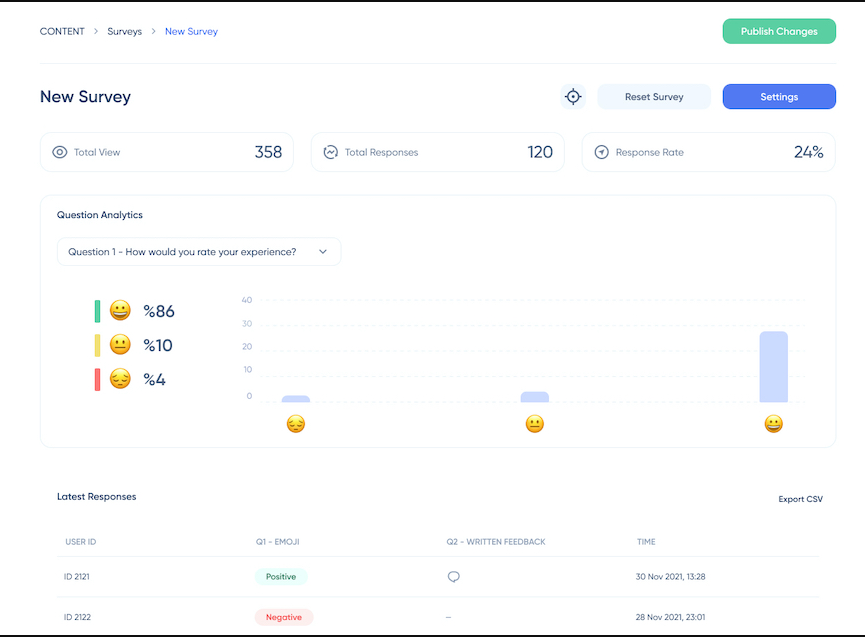 CONTENT > Surveys > New Survey
Publish Changes
New Survey
Reset Survey
Settings
Total View 358
Total Responses 120
Response Rate 24%
Question Analytics
Question 1 - How would you rate your experience?
%86
%10
%4
40
30
20
10
0
Latest Responses
Export CSV
USER ID Q1 - EMOJI Q2 - WRITTEN FEEDBACK TIME
ID 2121 Positive 30 Nov 2021, 13:28
ID 2122 Negative – 28 Nov 2021, 23:01